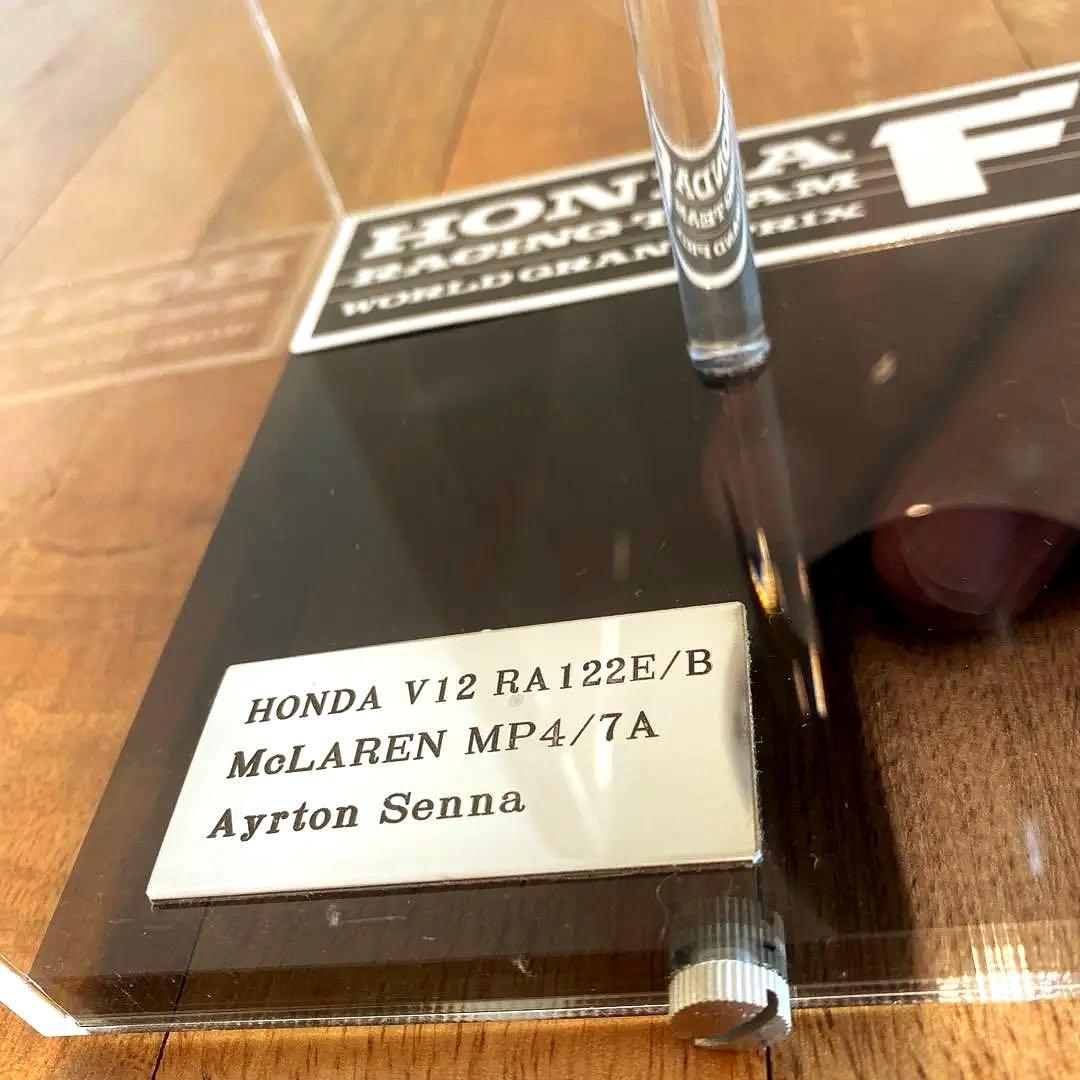 HONDA
RACING TEAM
WORLD GRAND PRIX
F
HONDA V12 RA122E/B
McLAREN MP4/7A
Ayrton Senna